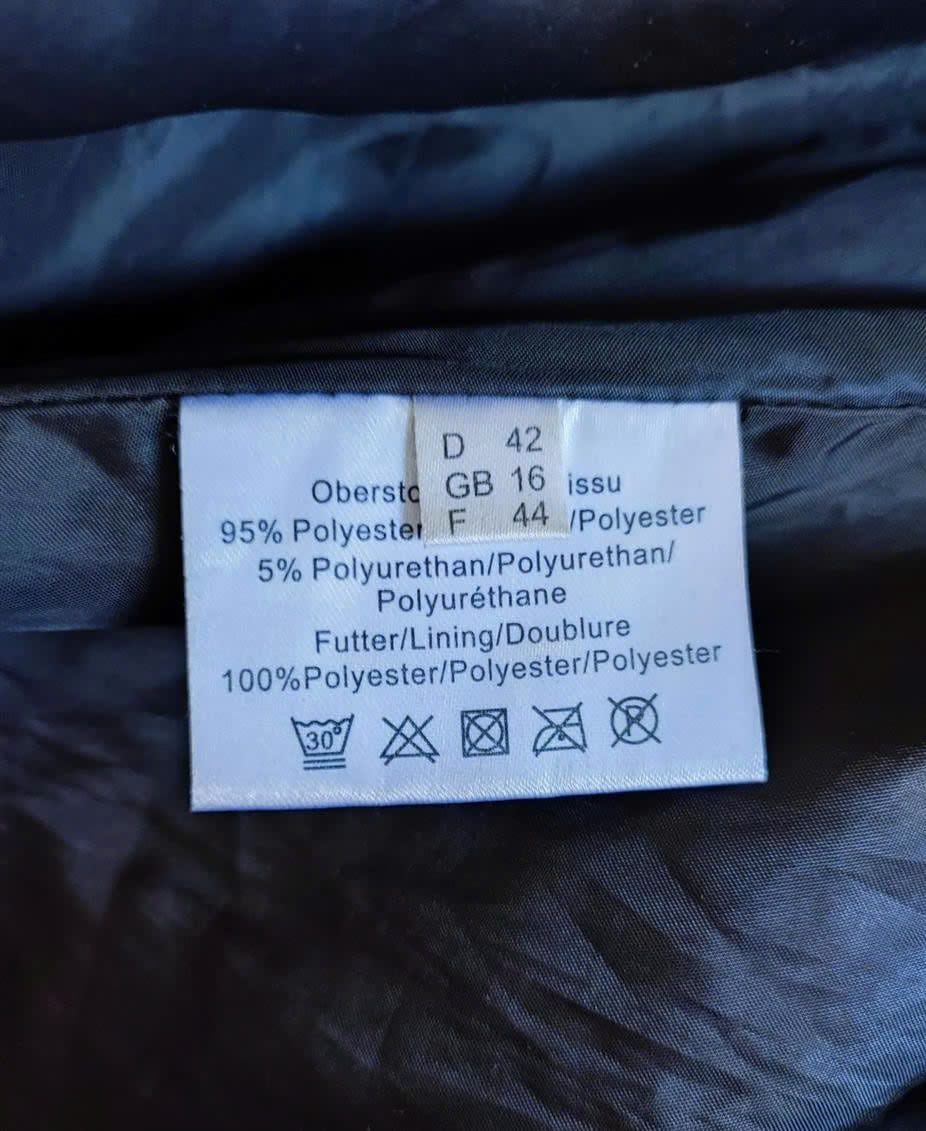 D 42
GB 16
F 44
Oberstc issu
95% Polyester /Polyester
5% Polyurethan/Polyurethan/
Polyuréthane
Futter/Lining/Doublure
100%Polyester/Polyester/Polyester
30°
P